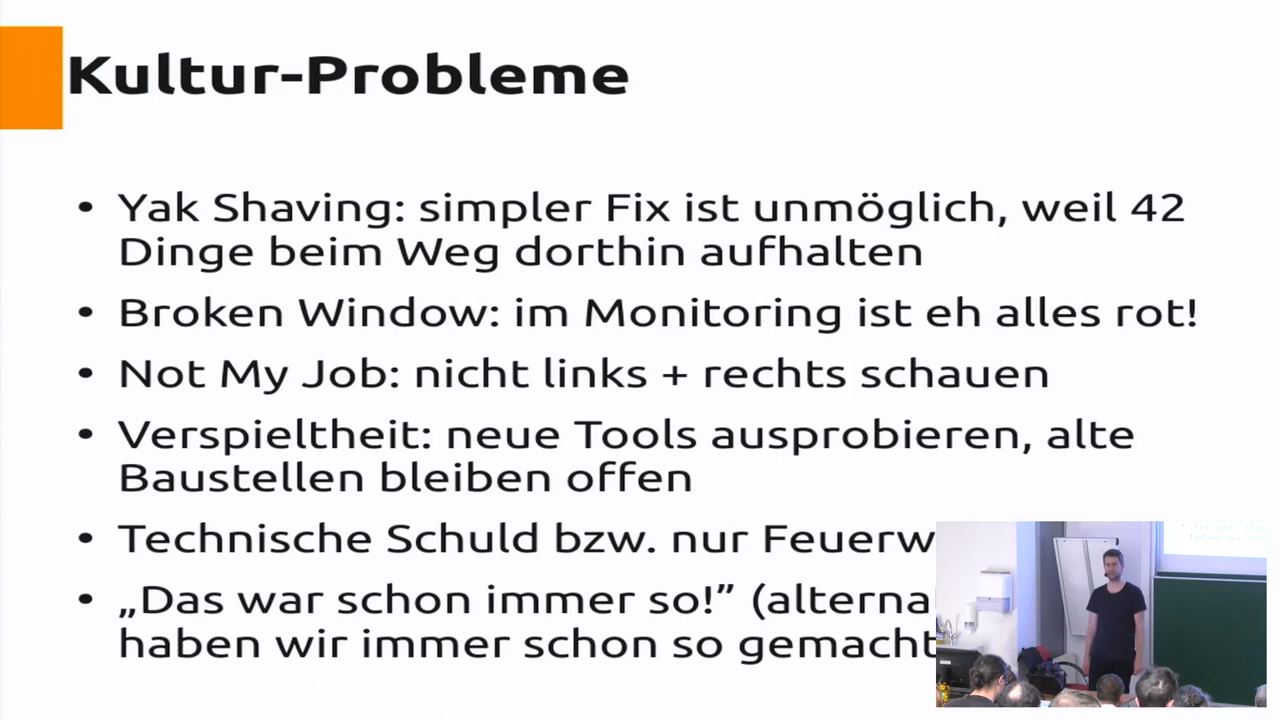 Kultur-Probleme
• Yak Shaving: simpler Fix ist unmöglich, weil 42
Dinge beim Weg dorthin aufhalten
• Broken Window: im Monitoring ist eh alles rot!
• Not My Job: nicht links + rechts schauen
• Verspieltheit: neue Tools ausprobieren, alte
Baustellen bleiben offen
• Technische Schuld bzw. nur
• „Das war schon immer so!” 
haben wir immer schon so gemacht